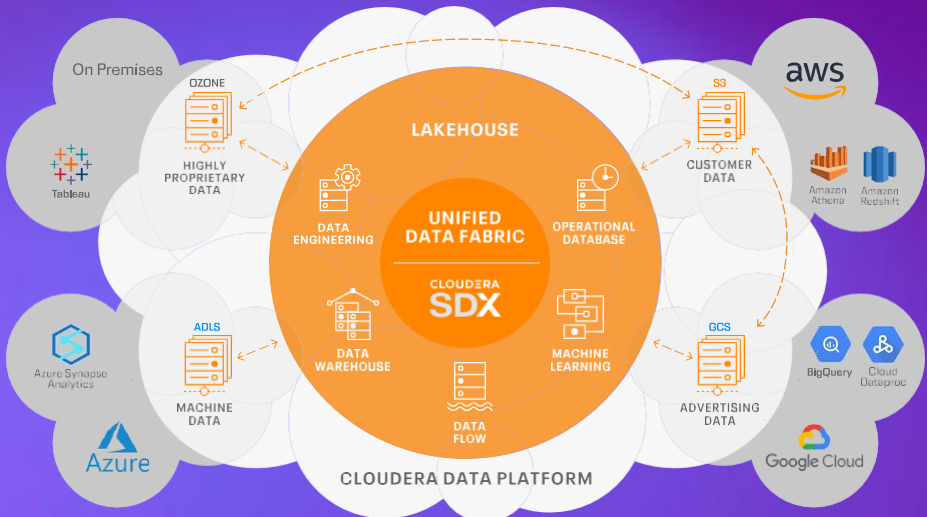 On Premises
OZONE
S3
aws
LAKEHOUSE
Tableau
HIGHLY
PROPRIETARY
DATA
CUSTOMER
DATA
Amazon
Athena
Amazon
Redshift
DATA
ENGINEERING
UNIFIED
DATA FABRIC
OPERATIONAL
DATABASE
CLOUDERA
SDX
ADLS
GCS
Azure Synapse
Analytics
DATA
WAREHOUSE
MACHINE
LEARNING
BigQuery
Cloud
Dataproc
MACHINE
DATA
DATA
FLOW
ADVERTISING
DATA
Azure
Google Cloud
CLOUDERA DATA PLATFORM